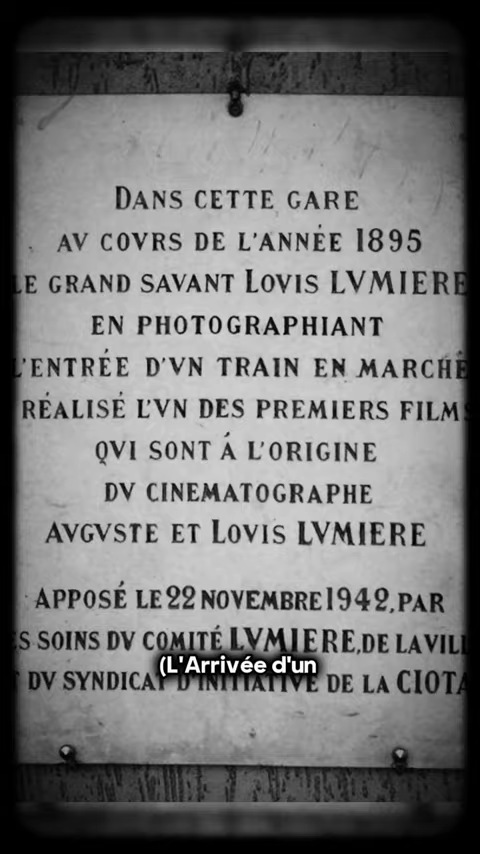 DANS CETTE GARE
AV COVRS DE L'ANNÉE 1895
LE GRAND SAVANT LOVIS LVMIERE
EN PHOTOGRAPHIANT
L'ENTRÉE D'VN TRAIN EN MARCHE
RÉALISÉ L'VN DES PREMIERS FILMS
QVI SONT Á L'ORIGINE
DV CINEMATOGRAPHE
AVGVSTE ET LOVIS LVMIERE
APPOSÉ LE 22 NOVEMBRE 1942, PAR
S SOINS DV COMITÉ LVMIERE, DE LA VIL
DV SYNDICAT D'INITIATIVE DE LA CIOTA
(L'Arrivée d'un